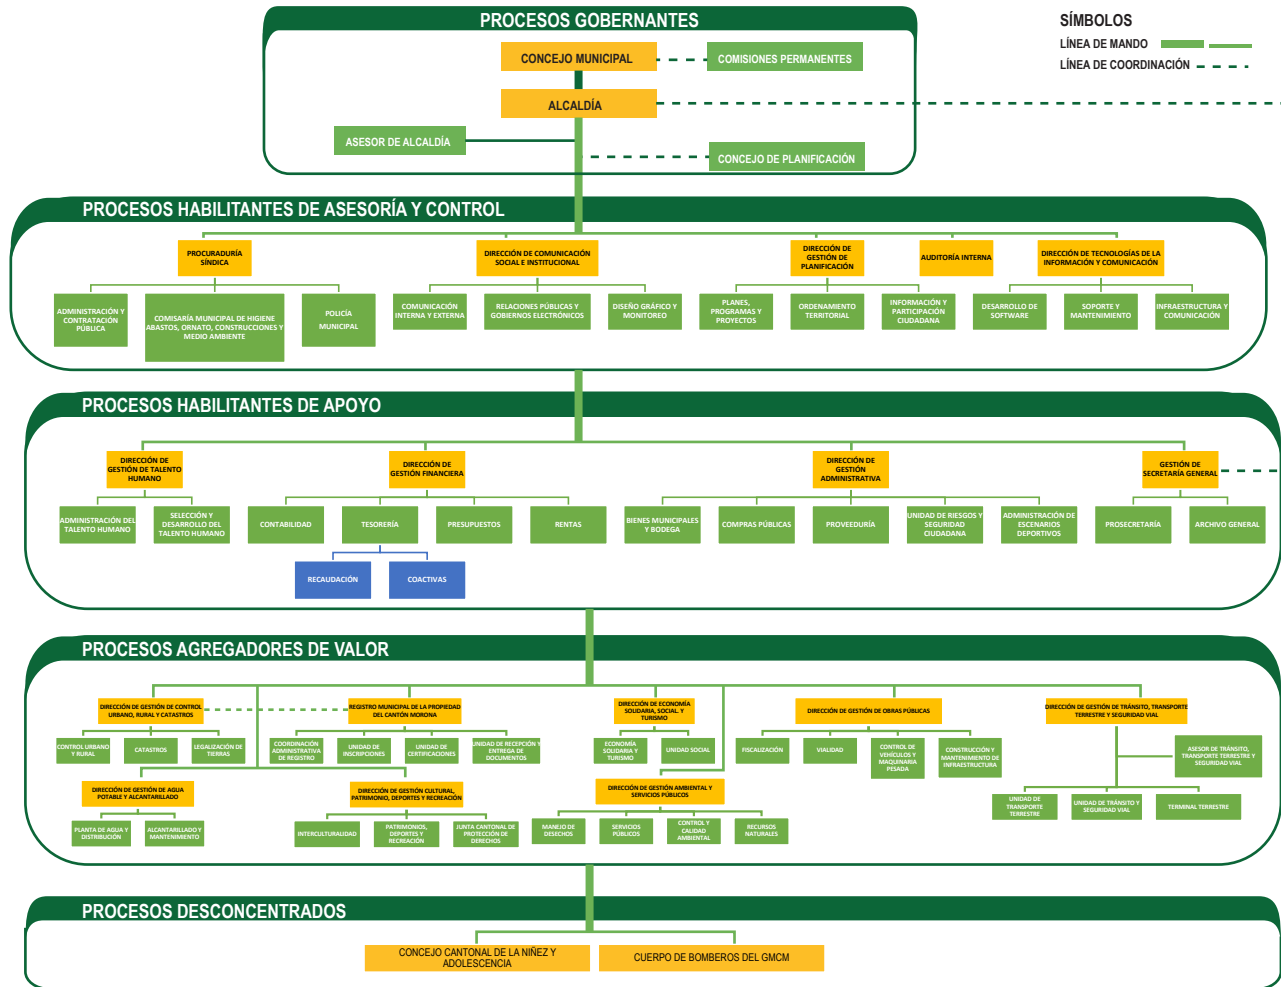 PROCESOS GOBERNANTES
CONCEJO MUNICIPAL
COMISIONES PERMANENTES
ALCALDÍA
ASESOR DE ALCALDÍA
CONCEJO DE PLANIFICACIÓN
SÍMBOLOS
LÍNEA DE MANDO
LÍNEA DE COORDINACIÓN
PROCESOS HABILITANTES DE ASESORÍA Y CONTROL
PROCURADURÍA
SÍNDICA
DIRECCIÓN DE COMUNICACIÓN
SOCIAL E INSTITUCIONAL
DIRECCIÓN DE
GESTIÓN DE
PLANIFICACIÓN
AUDITORÍA INTERNA
DIRECCIÓN DE TECNOLOGÍAS DE LA
INFORMACIÓN Y COMUNICACIÓN
ADMINISTRACIÓN Y
CONTRATACIÓN
PÚBLICA
COMISARÍA MUNICIPAL DE HIGIENE
ABASTOS, ORNATO, CONSTRUCCIONES Y
MEDIO AMBIENTE
POLICÍA
MUNICIPAL
COMUNICACIÓN
INTERNA Y EXTERNA
RELACIONES PÚBLICAS Y
GOBIERNOS ELECTRÓNICOS
DISEÑO GRÁFICO Y
MONITOREO
PLANES,
PROGRAMAS Y
PROYECTOS
ORDENAMIENTO
TERRITORIAL
INFORMACIÓN Y
PARTICIPACIÓN
CIUDADANA
DESARROLLO DE
SOFTWARE
SOPORTE Y
MANTENIMIENTO
INFRAESTRUCTURA Y
COMUNICACIÓN
PROCESOS HABILITANTES DE APOYO
DIRECCIÓN DE
GESTIÓN DE TALENTO
HUMANO
DIRECCIÓN DE
GESTIÓN FINANCIERA
DIRECCIÓN DE
GESTIÓN
ADMINISTRATIVA
GESTIÓN DE
SECRETARÍA GENERAL
ADMINISTRACIÓN DEL
TALENTO HUMANO
SELECCIÓN Y
DESARROLLO DEL
TALENTO HUMANO
CONTABILIDAD
TESORERÍA
PRESUPUESTOS
RENTAS
BIENES MUNICIPALES
Y BODEGA
COMPRAS PÚBLICAS
PROVEEDURÍA
UNIDAD DE RIESGOS Y
SEGURIDAD
CIUDADANA
ADMINISTRACIÓN DE
ESCENARIOS
DEPORTIVOS
PROSECRETARÍA
ARCHIVO GENERAL
RECAUDACIÓN
COACTIVAS
PROCESOS AGREGADORES DE VALOR
DIRECCIÓN DE GESTIÓN DE CONTROL
URBANO, RURAL Y CATASTROS
REGISTRO MUNICIPAL DE LA PROPIEDAD
DEL CANTÓN MORONA
DIRECCIÓN DE ECONOMÍA
SOLIDARIA, SOCIAL. Y
TURISMO
DIRECCIÓN DE GESTIÓN DE OBRAS PÚBLICAS
DIRECCIÓN DE GESTIÓN DE TRÁNSITO, TRANSPORTE
TERRESTRE Y SEGURIDAD VIAL
CONTROL URBANO
Y RURAL
CATASTROS
LEGALIZACIÓN DE
TIERRAS
COORDINACIÓN
ADMINISTRATIVA
DE REGISTRO
UNIDAD DE
INSCRIPCIONES
UNIDAD DE
CERTIFICACIONES
UNIDAD DE RECEPCIÓN Y
ENTREGA DE
DOCUMENTOS
ECONOMÍA
SOLIDARIA Y
TURISMO
UNIDAD SOCIAL
FISCALIZACIÓN
VIALIDAD
CONTROL DE
VEHÍCULOS Y
MAQUINARIA
PESADA
CONSTRUCCIÓN Y
MANTENIMIENTO DE
INFRAESTRUCTURA
ASESOR DE TRÁNSITO,
TRANSPORTE TERRESTRE Y
SEGURIDAD VIAL
DIRECCIÓN DE GESTIÓN DE AGUA
POTABLE Y ALCANTARILLADO
DIRECCIÓN DE GESTIÓN CULTURAL,
PATRIMONIO, DEPORTES Y RECREACIÓN
DIRECCIÓN DE GESTIÓN AMBIENTAL Y
SERVICIOS PÚBLICOS
UNIDAD DE
TRANSPORTE
TERRESTRE
UNIDAD DE TRÁNSITO Y
SEGURIDAD VIAL
TERMINAL TERRESTRE
PLANTA DE AGUA Y
DISTRIBUCIÓN
ALCANTARILLADO Y
MANTENIMIENTO
INTERCULTURALIDAD
PATRIMONIOS,
DEPORTES Y
RECREACIÓN
JUNTA CANTONAL DE
PROTECCIÓN DE
DERECHOS
MANEJO DE
DESECHOS
SERVICIOS
PÚBLICOS
CONTROL Y
CALIDAD
AMBIENTAL
RECURSOS
NATURALES
PROCESOS DESCONCENTRADOS
CONCEJO CANTONAL DE LA NIÑEZ Y
ADOLESCENCIA
CUERPO DE BOMBEROS DEL GMCM